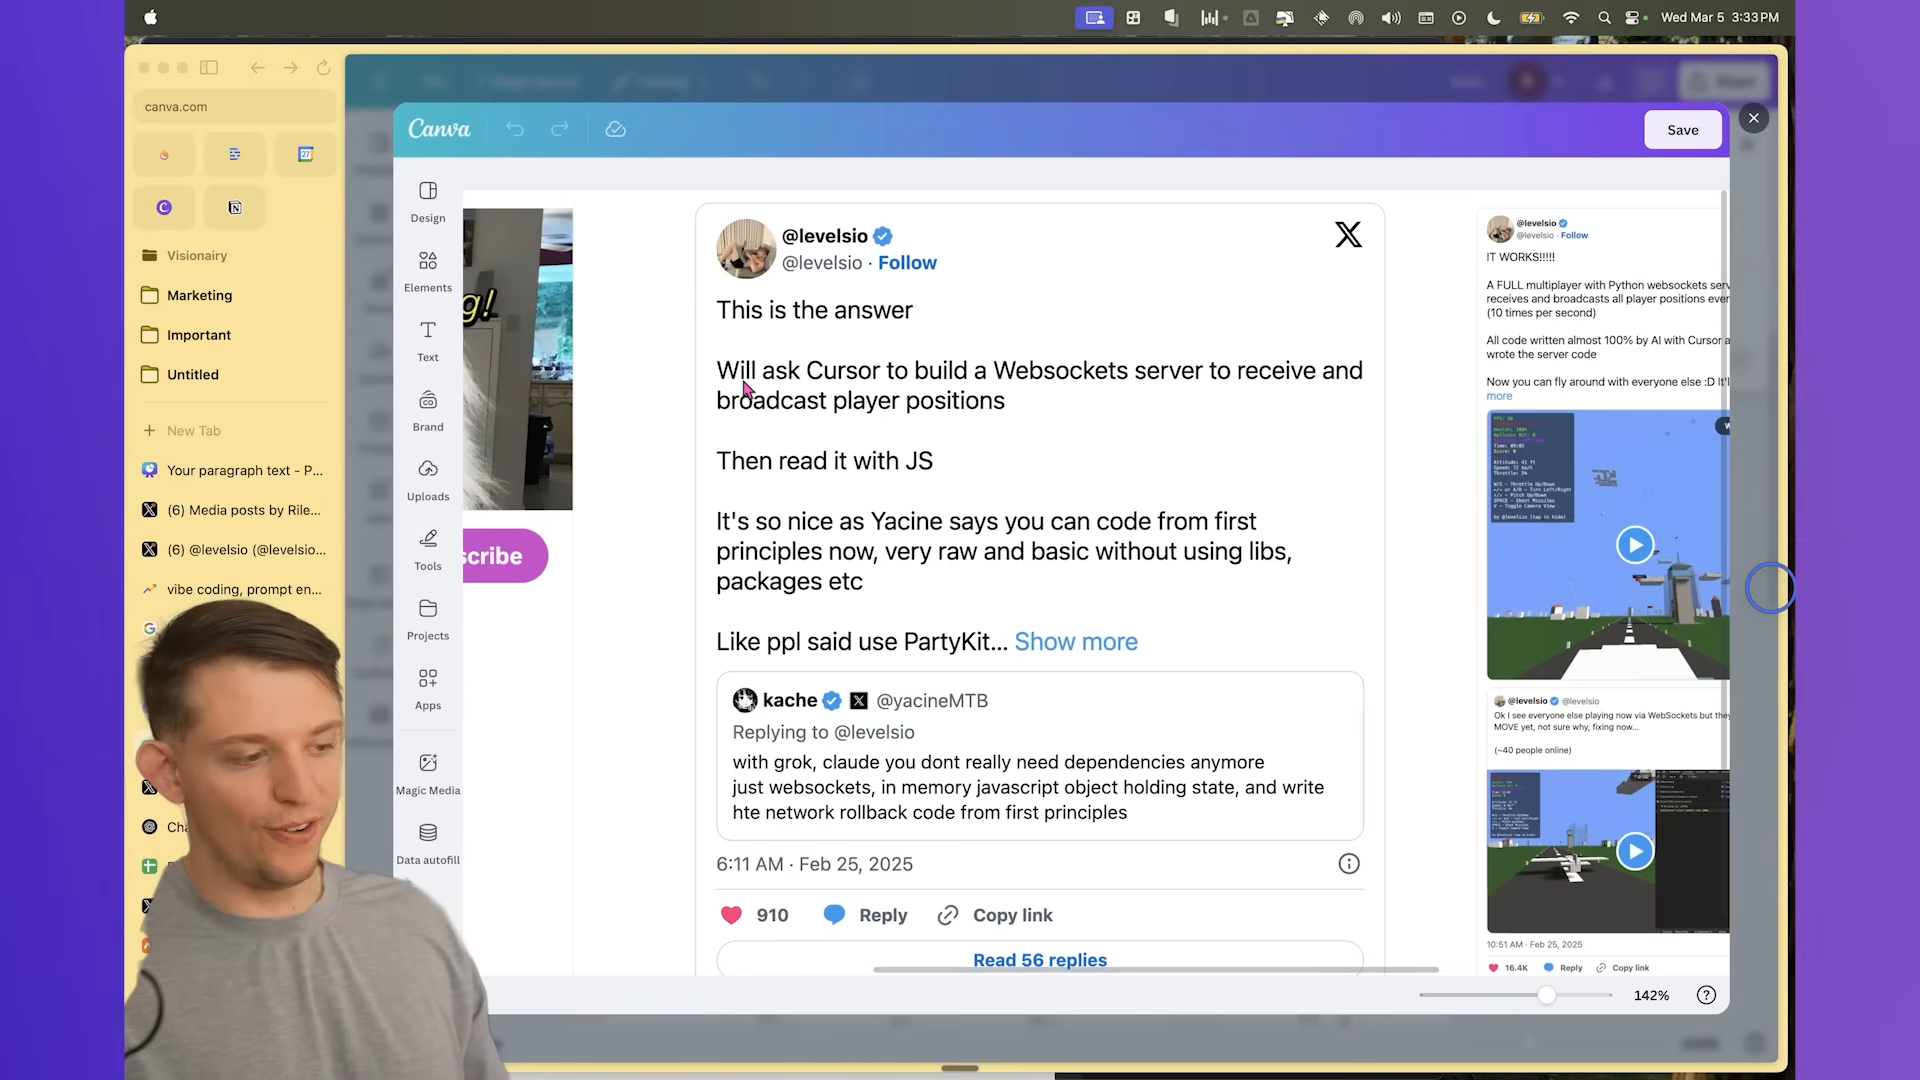 Wed Mar 5 3:33 PM
canva.com
27
Visionairy
Marketing
Important
Untitled
New Tab
Your paragraph text - P...
(6) Media posts by Rile...
(6) @levelsio (@levelsio...
vibe coding, prompt en...
Canva
Save
Design
Elements
Text
Brand
Uploads
Tools
Projects
Apps
Magic Media
Data autofill
g!
scribe
@levelsio
@levelsio · Follow
This is the answer
Will ask Cursor to build a Websockets server to receive and
broadcast player positions
Then read it with JS
It's so nice as Yacine says you can code from first
principles now, very raw and basic without using libs,
packages etc
Like ppl said use PartyKit... Show more
kache @yacineMTB
Replying to @levelsio
with grok, claude you dont really need dependencies anymore
just websockets, in memory javascript object holding state, and write
hte network rollback code from first principles
6:11 AM · Feb 25, 2025
910 Reply Copy link
Read 56 replies
@levelsio
@levelsio · Follow
IT WORKS!!!!!
A FULL multiplayer with Python websockets serv
receives and broadcasts all player positions ever
(10 times per second)
All code written almost 100% by AI with Cursor a
wrote the server code
Now you can fly around with everyone else :D It'l
more
@levelsio @levelsio
Ok I see everyone else playing now via WebSockets but they
MOVE yet, not sure why, fixing now...
(~40 people online)
10:51 AM · Feb 25, 2025
16.4K Reply Copy link
142%